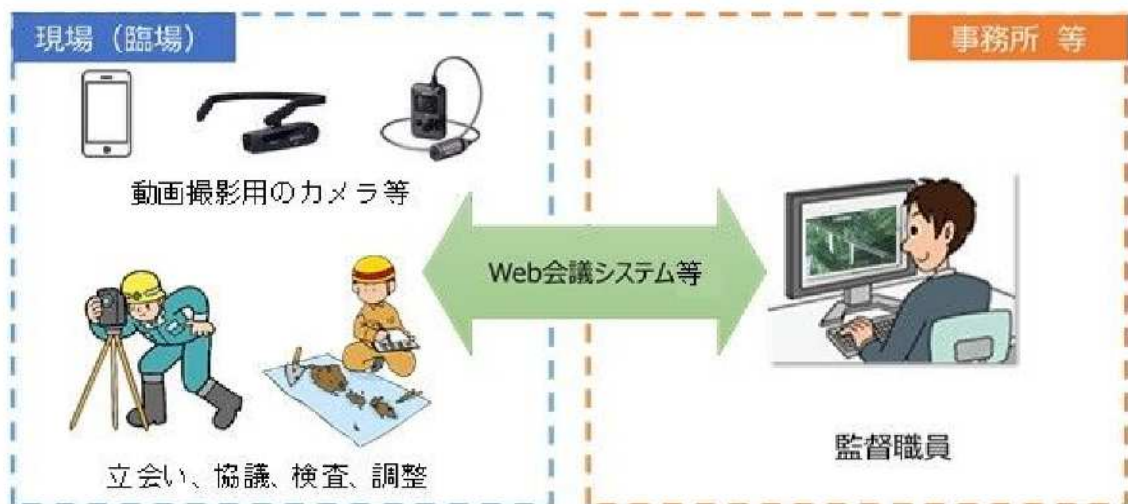 現場（臨場）
動画撮影用のカメラ等
立会い、協議、検査、調整
Web会議システム等
事務所 等
監督職員